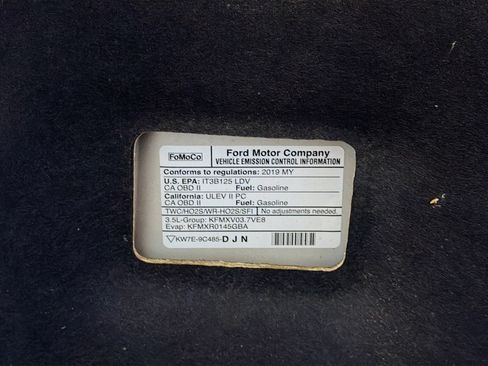 FoMoCo
Ford Motor Company
VEHICLE EMISSION CONTROL INFORMATION
Conforms to regulations: 2019 MY
U.S. EPA: IT3B125 LDV
CA OBD II Fuel: Gasoline
California: ULEV II PC
CA OBD II Fuel: Gasoline
TWC/HO2S/WR-HO2S/SFI No adjustments needed.
3.5L-Group: KFMXV03.7VE8
Evap: KFMXR0145GBA
KW7E-9C485-DJN